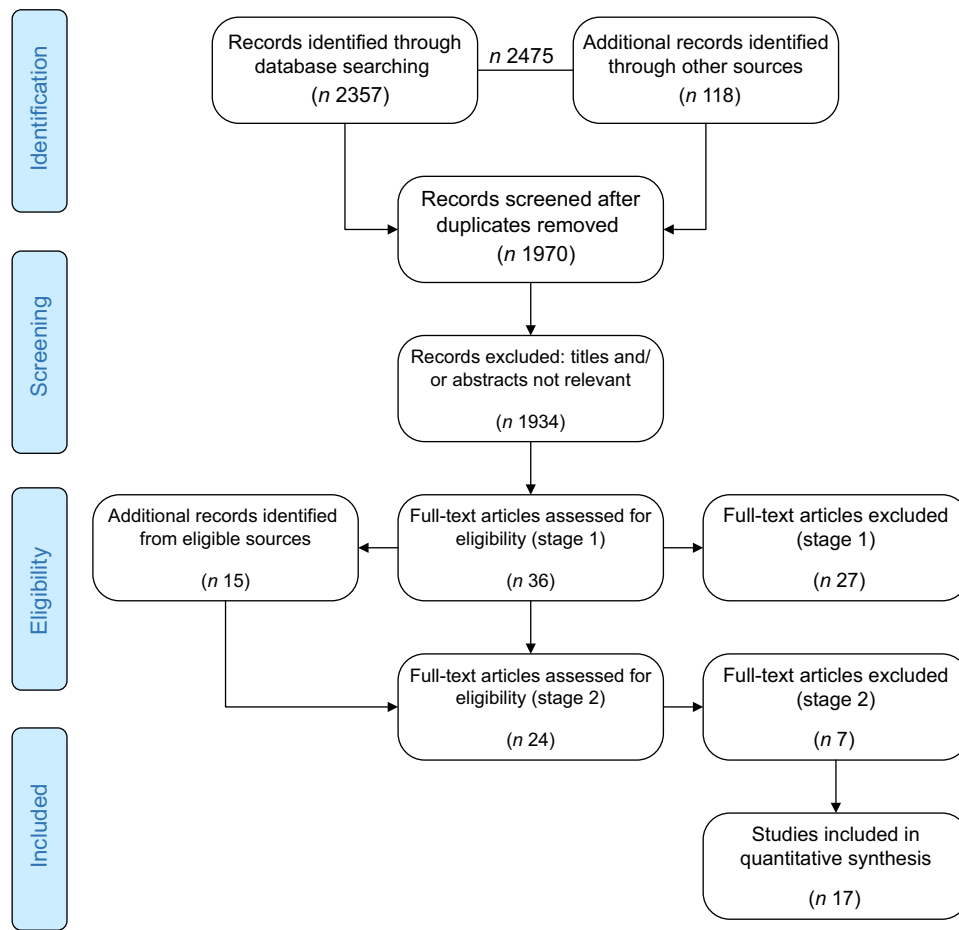 Identification
Records identified through
database searching
(n 2357)
n 2475
Additional records identified
through other sources
(n 118)
Records screened after
duplicates removed
(n 1970)
Screening
Records excluded: titles and/
or abstracts not relevant
(n 1934)
Eligibility
Additional records identified
from eligible sources
(n 15)
Full-text articles assessed for
eligibility (stage 1)
(n 36)
Full-text articles excluded
(stage 1)
(n 27)
Full-text articles assessed for
eligibility (stage 2)
(n 24)
Full-text articles excluded
(stage 2)
(n 7)
Included
Studies included in
quantitative synthesis
(n 17)